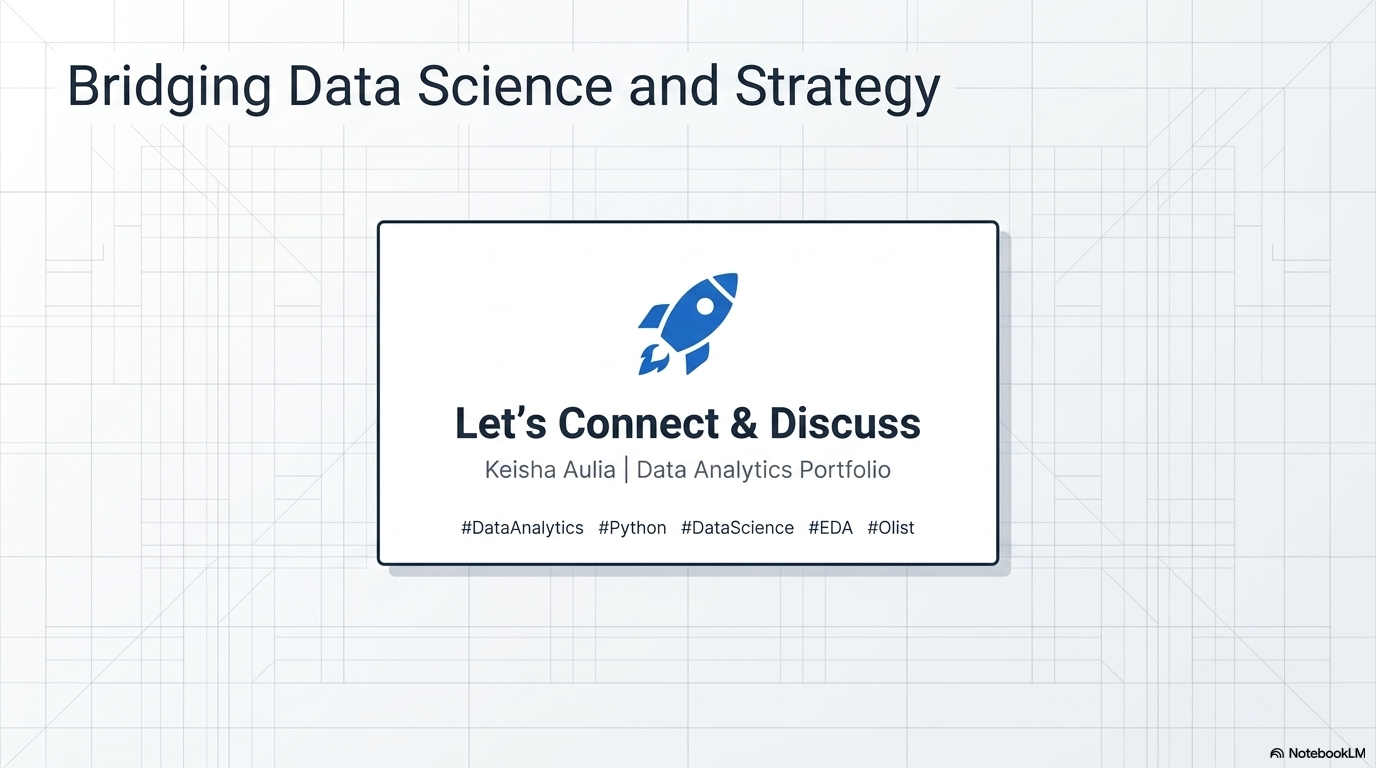 Bridging Data Science and Strategy
Let’s Connect & Discuss
Keisha Aulia | Data Analytics Portfolio
#DataAnalytics #Python #DataScience #EDA #Olist
NotebookLM